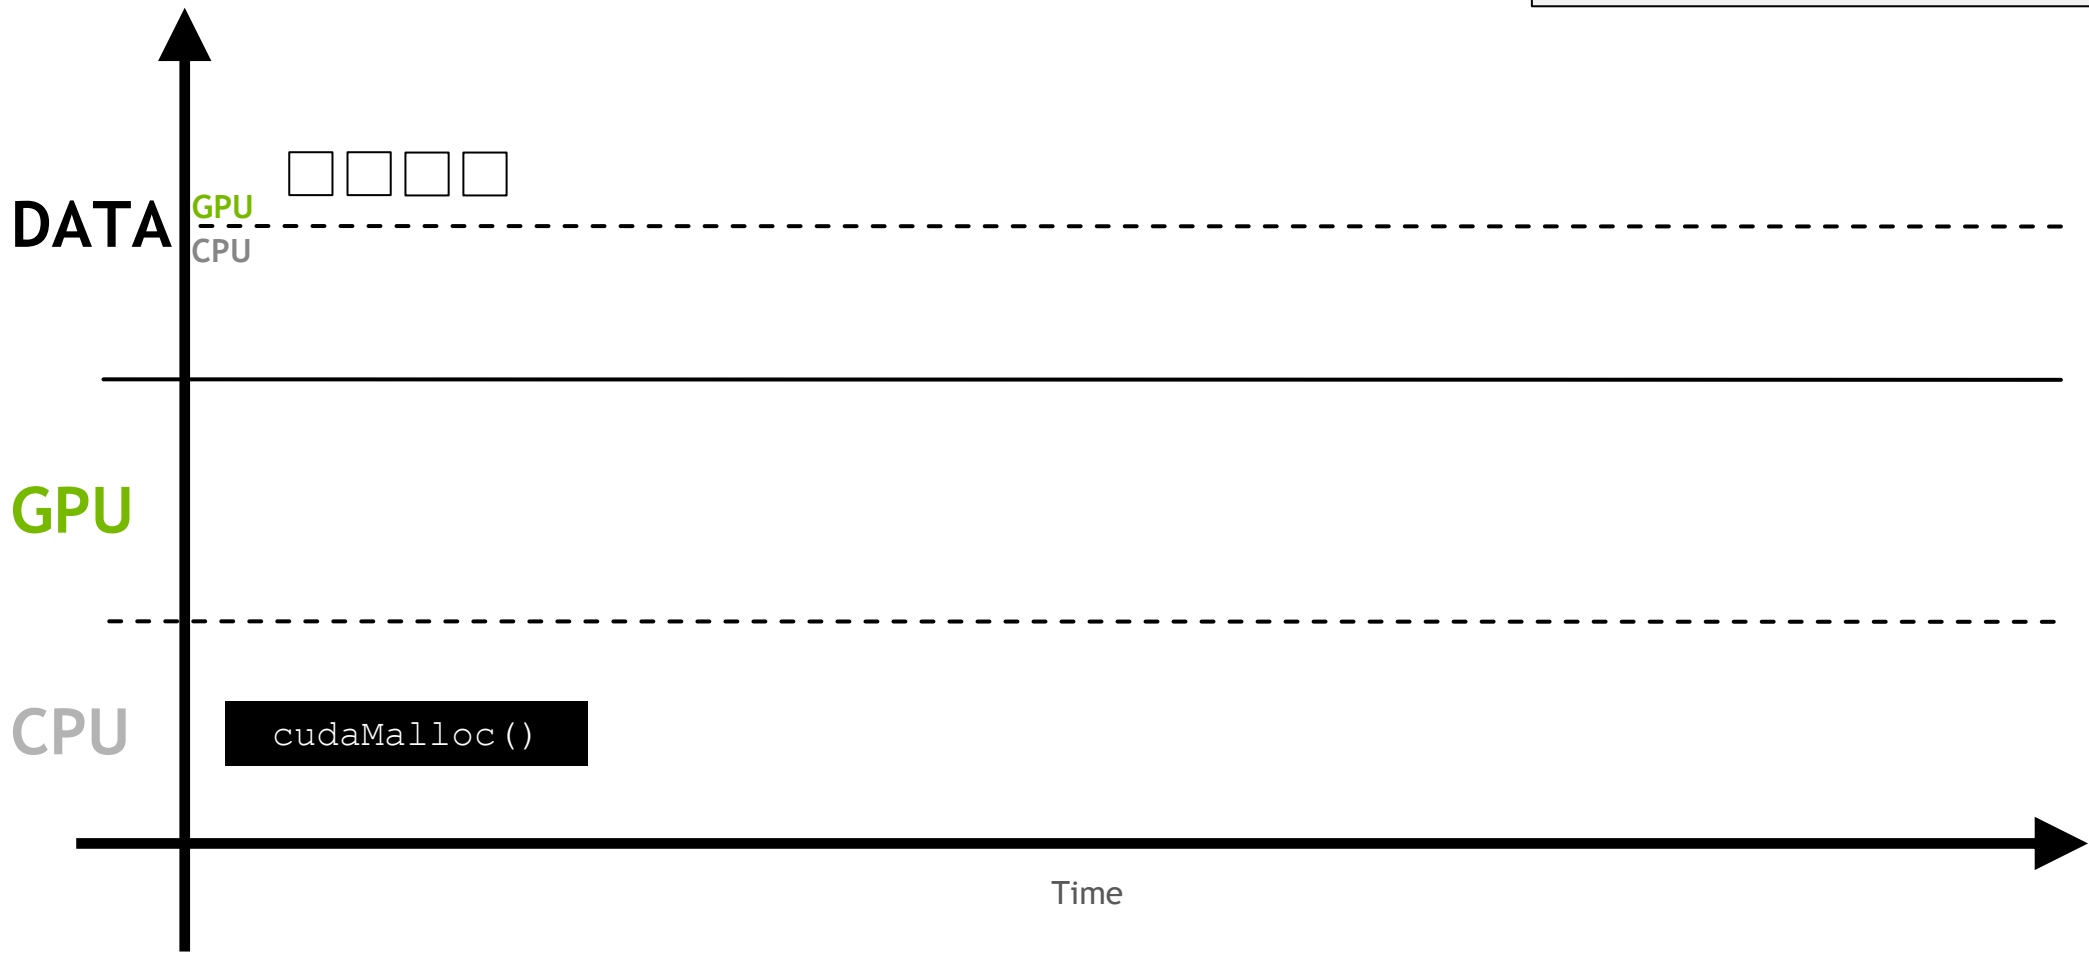 GPU
DATA
CPU
GPU
CPU
cudaMalloc()
Time